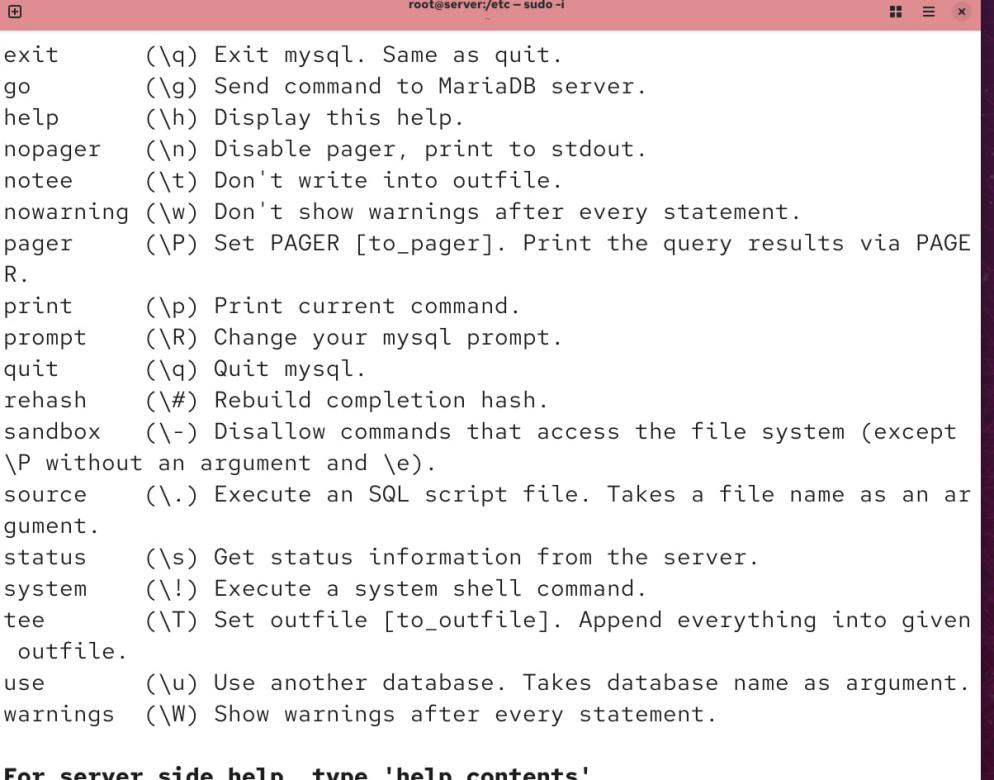 root@server:/etc — sudo -i
exit      (\q) Exit mysql. Same as quit.
go        (\g) Send command to MariaDB server.
help      (\h) Display this help.
nopager   (\n) Disable pager, print to stdout.
notee     (\t) Don't write into outfile.
nowarning (\w) Don't show warnings after every statement.
pager     (\P) Set PAGER [to_pager]. Print the query results via PAGE
R.
print     (\p) Print current command.
prompt    (\R) Change your mysql prompt.
quit      (\q) Quit mysql.
rehash    (\#) Rebuild completion hash.
sandbox   (\-) Disallow commands that access the file system (except
\P without an argument and \e).
source    (\.) Execute an SQL script file. Takes a file name as an ar
gument.
status    (\s) Get status information from the server.
system    (\!) Execute a system shell command.
tee       (\T) Set outfile [to_outfile]. Append everything into given
 outfile.
use       (\u) Use another database. Takes database name as argument.
warnings  (\W) Show warnings after every statement.
For server side help, type 'help contents'